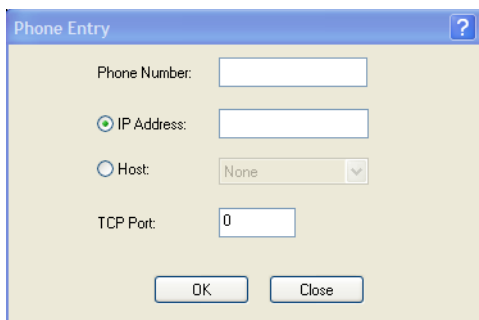 Phone Entry ?
Phone Number:
IP Address:
Host: None
TCP Port: 0
OK Close